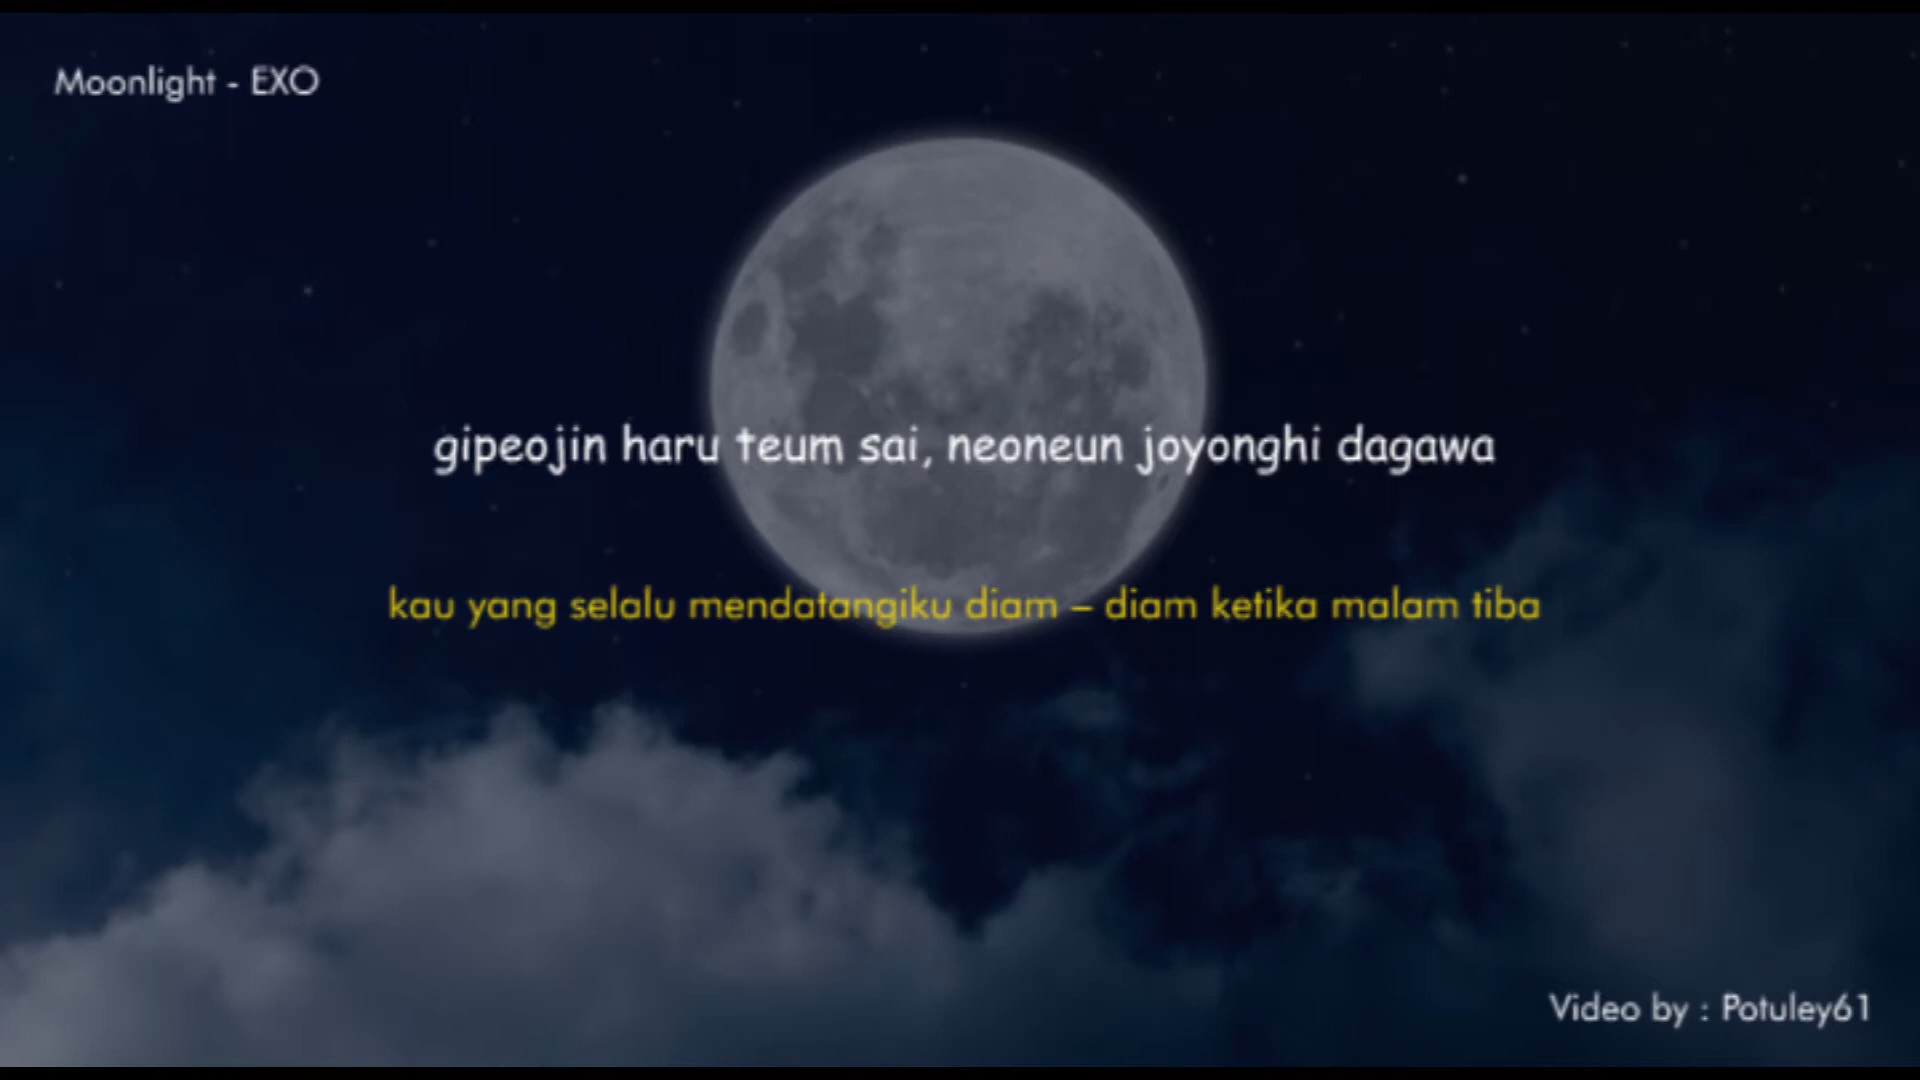 Moonlight - EXO
gipeojin haru teum sai, neoneun joyonghi dagawa
kau yang selalu mendatangiku diam – diam ketika malam tiba
Video by : Potuley61